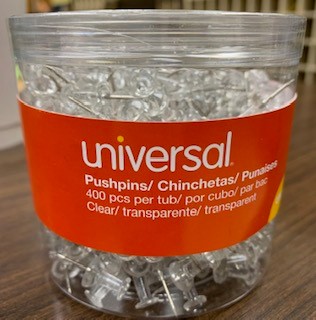 universal®
Pushpins/ Chinchetas/ Punaises
400 pcs per tub/ por cubo/ par bac
Clear/ transparente/ transparent